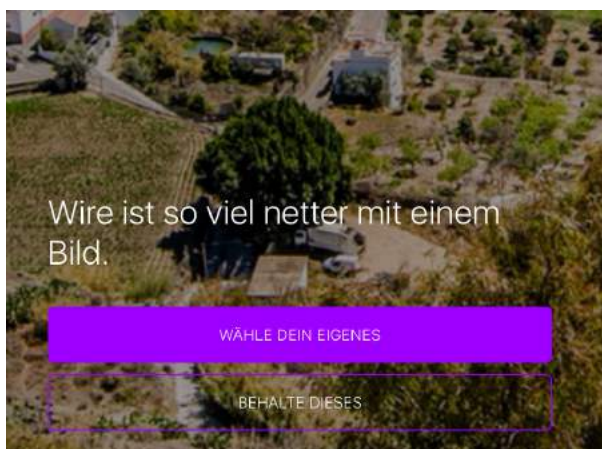 Wire ist so viel netter mit einem
Bild.
WÄHLE DEIN EIGENES
BEHALTE DIESES